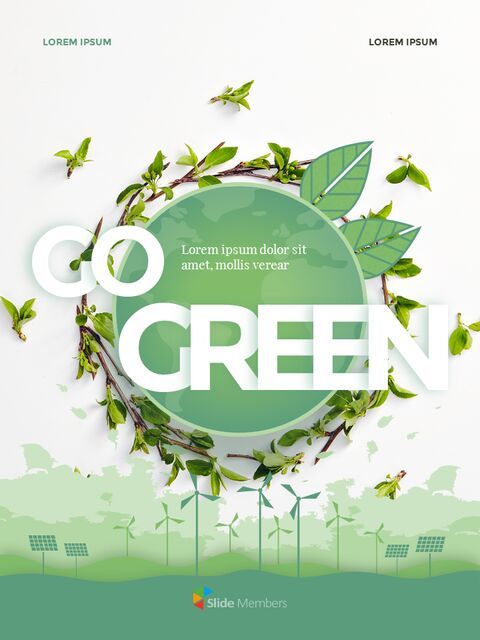 LOREM IPSUM
LOREM IPSUM
GO
Lorem ipsum dolor sit
amet, mollis verear
GREEN
Slide Members